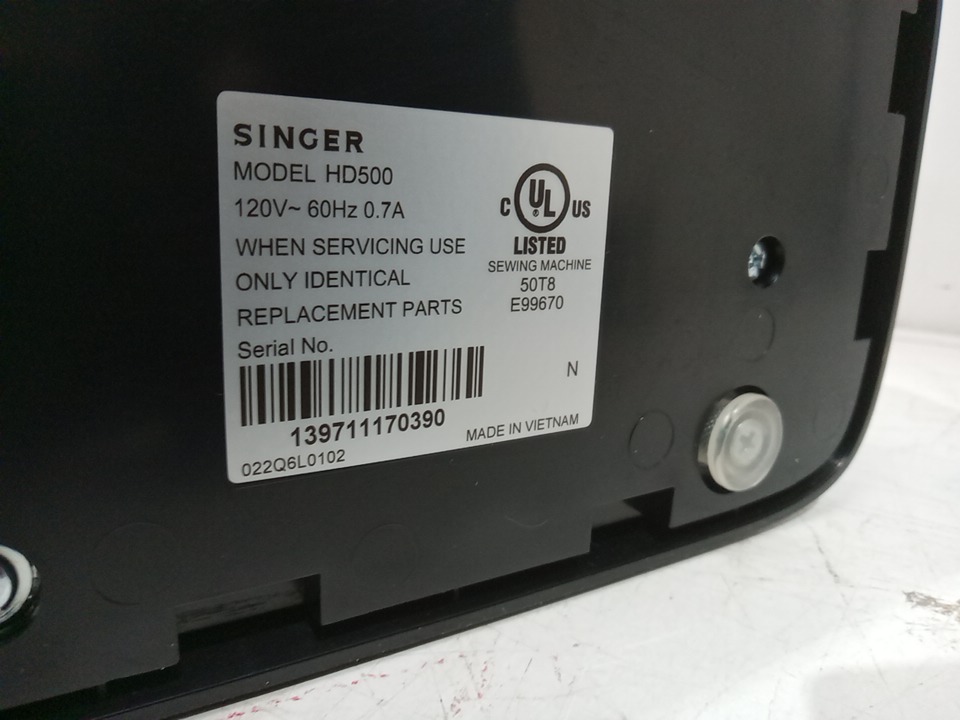 SINGER
MODEL HD500
120V~ 60Hz 0.7A
WHEN SERVICING USE
ONLY IDENTICAL
REPLACEMENT PARTS
Serial No.
139711170390
022Q6L0102
C UL ® US
LISTED
SEWING MACHINE
50T8
E99670
N
MADE IN VIETNAM